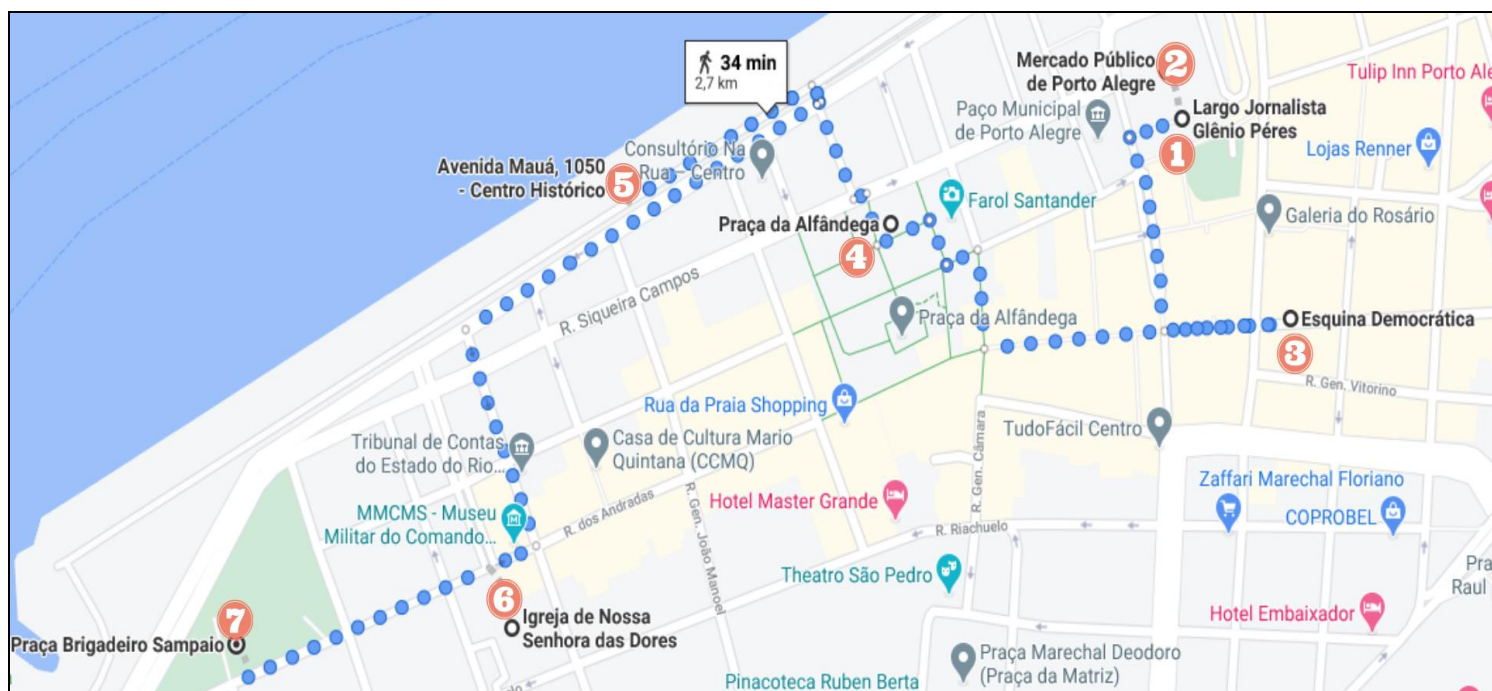 34 min
2,7 km
Mercado Público
de Porto Alegre
2
Tulip Inn Porto Ale
Largo Jornalista
Glênio Péres
1
Paço Municipal
de Porto Alegre
Lojas Renner
Consultório Na
Rua – Centro
Avenida Mauá, 1050
- Centro Histórico
5
Farol Santander
Galeria do Rosário
Praça da Alfândega
4
R. Siqueira Campos
Praça da Alfândega
Esquina Democrática
3
R. Gen. Vitorino
Rua da Praia Shopping
R. Gen. Câmara
TudoFácil Centro
Tribunal de Contas
do Estado do Rio...
Casa de Cultura Mario
Quintana (CCMQ)
Zaffari Marechal Floriano
COPROBEL
Hotel Master Grande
R. dos Andradas
R. Gen. João Manoel
MMCMS - Museu
Militar do Comando...
R. Riachuelo
Theatro São Pedro
Pra
Raul
6
Igreja de Nossa
Senhora das Dores
7
Praça Brigadeiro Sampaio
Hotel Embaixador
Praça Marechal Deodoro
(Praça da Matriz)
Pinacoteca Ruben Berta